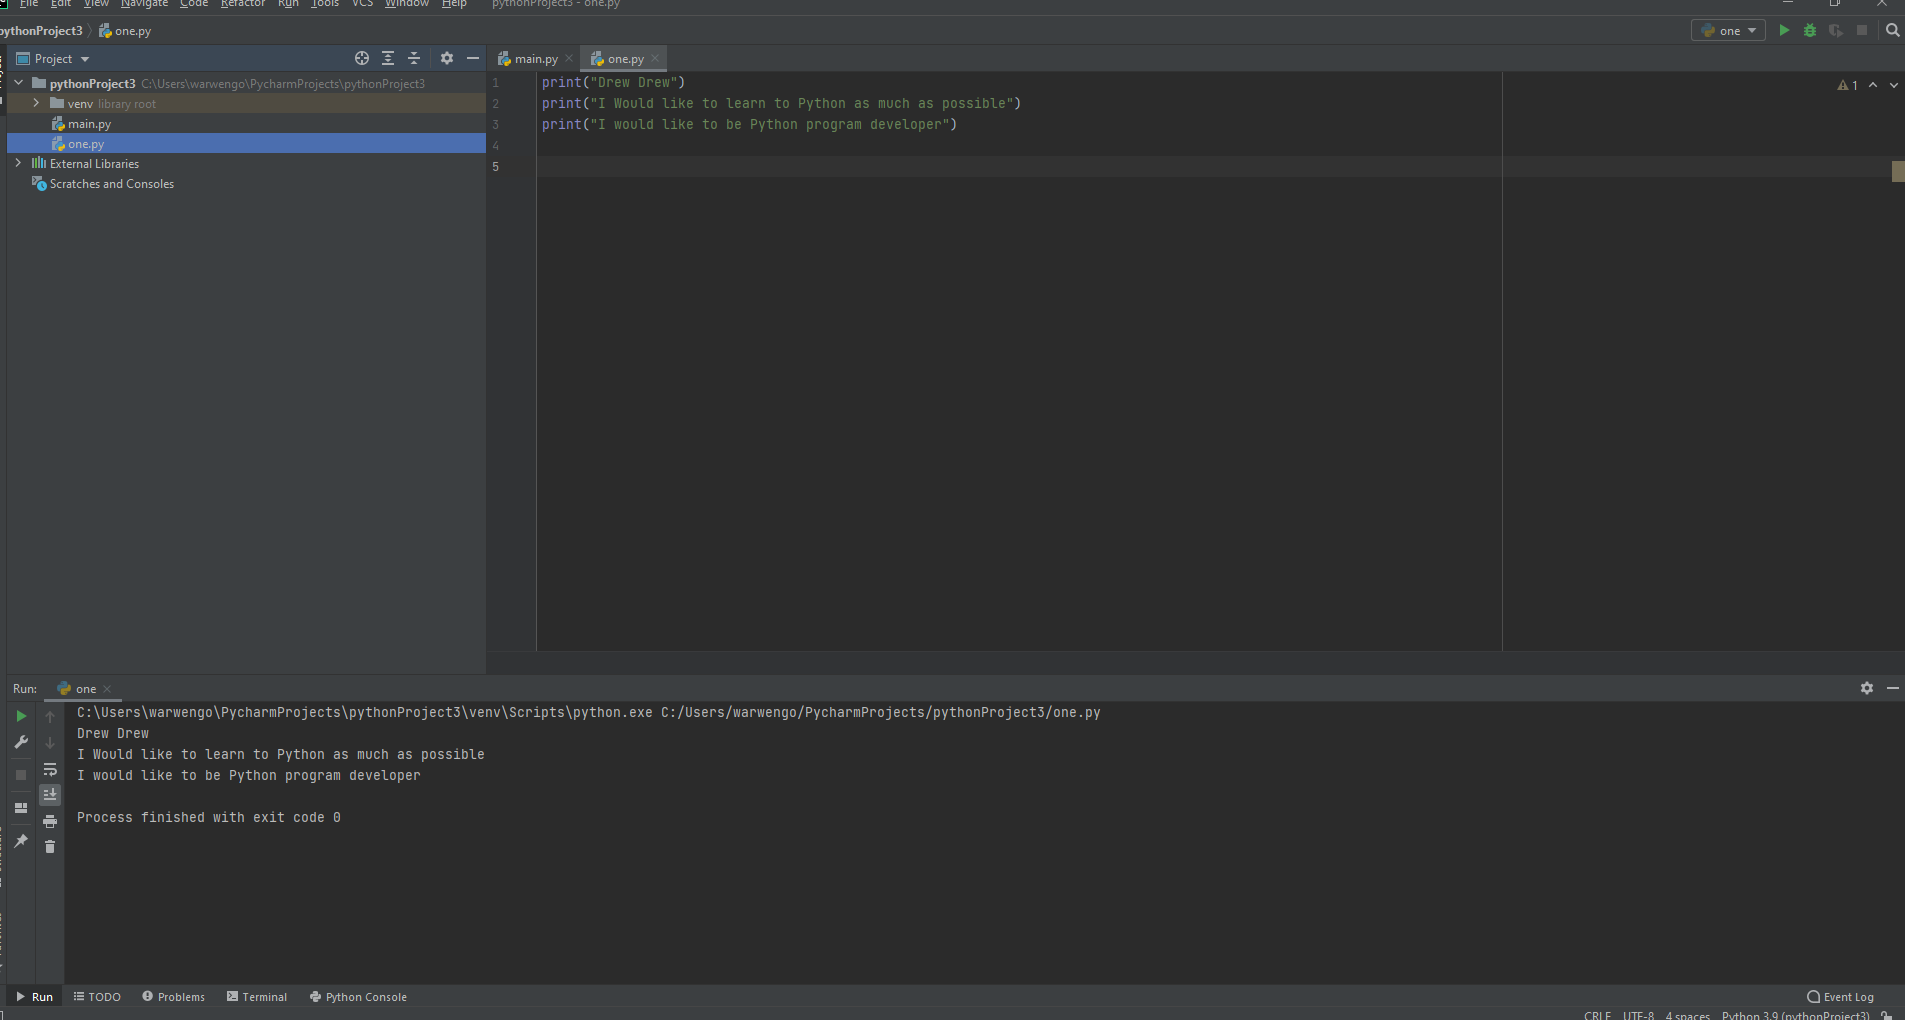 File Edit View Navigate Code Refactor Run Tools VCS Window Help pythonProject3 - one.py
pythonProject3 one.py one
Project
main.py one.py
pythonProject3 C:\Users\warwengo\PycharmProjects\pythonProject3
venv library root
main.py
one.py
External Libraries
Scratches and Consoles
1 print("Drew Drew")
2 print("I Would like to learn to Python as much as possible")
3 print("I would like to be Python program developer")
4
5
1
Run: one
C:\Users\warwengo\PycharmProjects\pythonProject3\venv\Scripts\python.exe C:/Users/warwengo/PycharmProjects/pythonProject3/one.py
Drew Drew
I Would like to learn to Python as much as possible
I would like to be Python program developer
Process finished with exit code 0
Run TODO Problems Terminal Python Console Event Log
CRLF UTF-8 4 spaces Python 3.9 (pythonProject3)